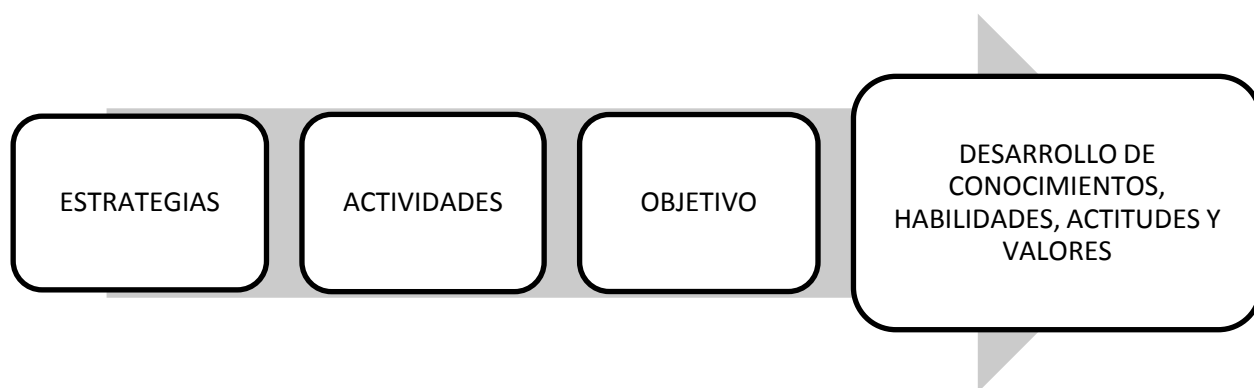 ESTRATEGIAS
ACTIVIDADES
OBJETIVO
DESARROLLO DE
CONOCIMIENTOS,
HABILIDADES, ACTITUDES Y
VALORES